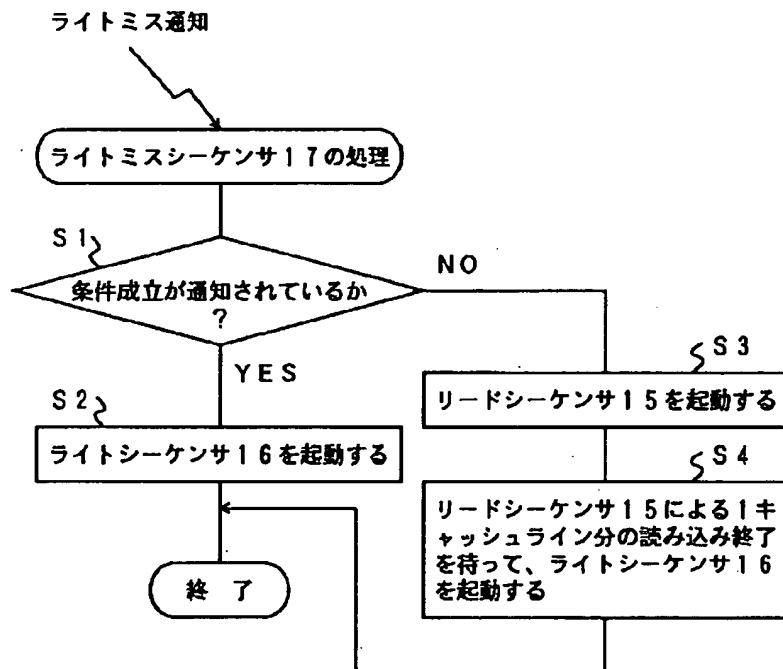 ライトミス通知
ライトミスシーケンサ17の処理
S1
条件成立が通知されているか
?
NO
YES
S2
ライトシーケンサ16を起動する
S3
リードシーケンサ15を起動する
S4
リードシーケンサ15による1キ
ャッシュライン分の読み込み終了
を待って、ライトシーケンサ16
を起動する
終了